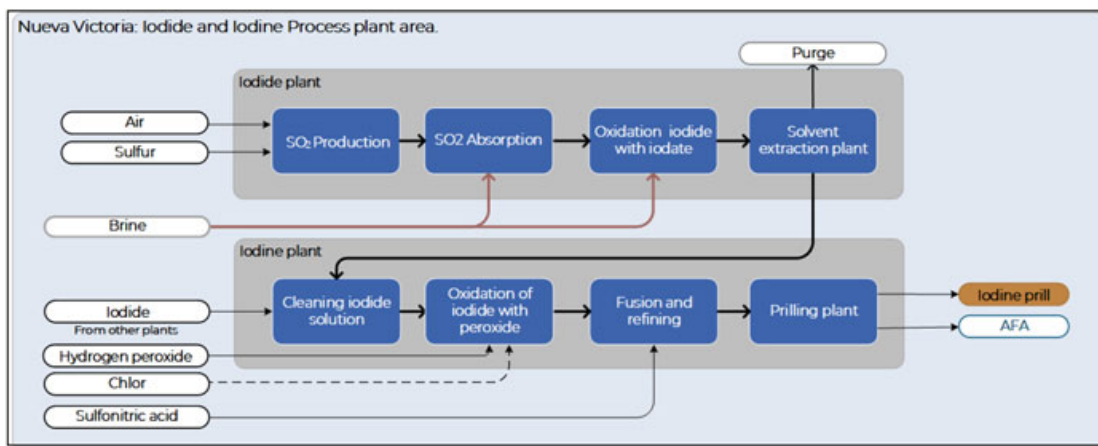 Nueva Victoria: Iodide and Iodine Process plant area.
Purge
Iodide plant
Air
Sulfur
SO₂ Production
SO2 Absorption
Oxidation iodide
with iodate
Solvent
extraction plant
Brine
Iodine plant
Iodide
From other plants
Cleaning iodide
solution
Oxidation of
iodide with
peroxide
Fusion and
refining
Prilling plant
Iodine prill
AFA
Hydrogen peroxide
Chlor
Sulfonitric acid